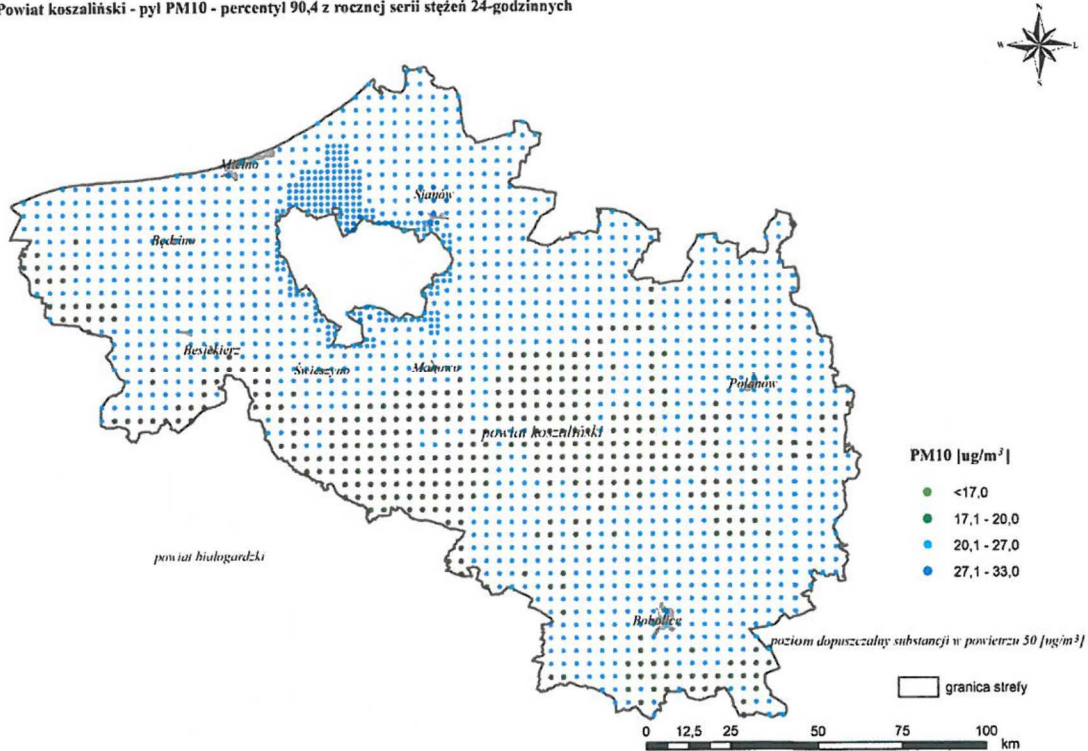 Powiat koszaliński - pył PM10 - percentyl 90,4 z rocznej serii stężeń 24-godzinnych
N
W
L
Mielno
Sianów
Będzino
Biesiekierz
Świeszyno
Manowo
Polanów
powiat koszaliński
PM10 [ug/m³]
<17,0
17,1 - 20,0
20,1 - 27,0
27,1 - 33,0
powiat białogardzki
Bobolice
poziom dopuszczalny substancji w powietrzu 50 [ug/m³]
granica strefy
0 12,5 25 50 75 100
km